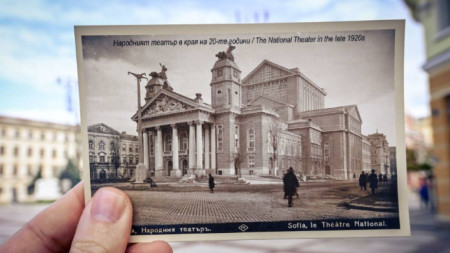 Народният театър в края на 20-те години / The National Theater in the late 1920s
Народния театъръ. Sofia, le Théâtre National.